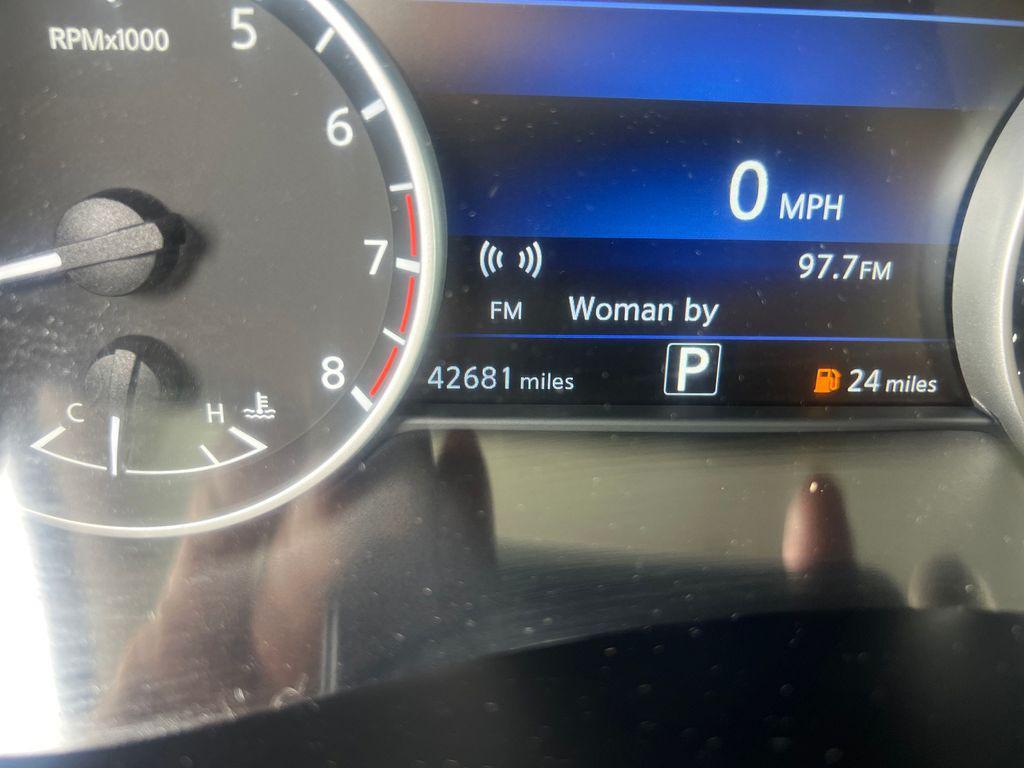 RPMx1000
5
6
7
8
C
H
0 MPH
97.7FM
FM
Woman by
42681 miles
P
24 miles